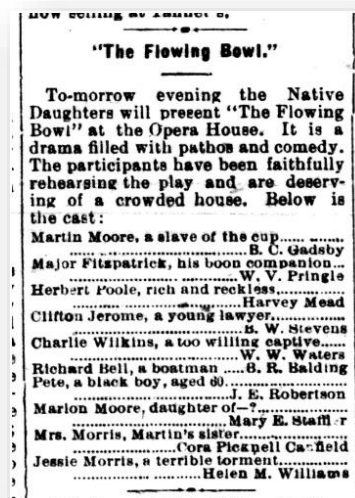 now selling at Tanner's.
"The Flowing Bowl."
To-morrow evening the Native
Daughters will present "The Flowing
Bowl" at the Opera House. It is a
drama filled with pathos and comedy.
The participants have been faithfully
rehearsing the play and are deserv-
ing of a crowded house. Below is
the cast:
Martin Moore, a slave of the cup...... ......
........................B. C. Gadsby
Major Fitzpatrick, his boon companion...
........................W. V. Pringle
Herbert Poole, rich and reckless............
........................Harvey Mead
Clifton Jerome, a young lawyer............
........................B. W. Stevens
Charlie Wilkins, a too willing captive......
........................W. W. Waters
Richard Bell, a boatman .....B. R. Balding
Pete, a black boy, aged 60..................
........................J. E. Robertson
Marion Moore, daughter of—?............
........................Mary E.
Mrs. Morris, Martin's sister..................
............Cora Picknell Canfield
Jessie Morris, a terrible torment............
..................Helen M. Williams